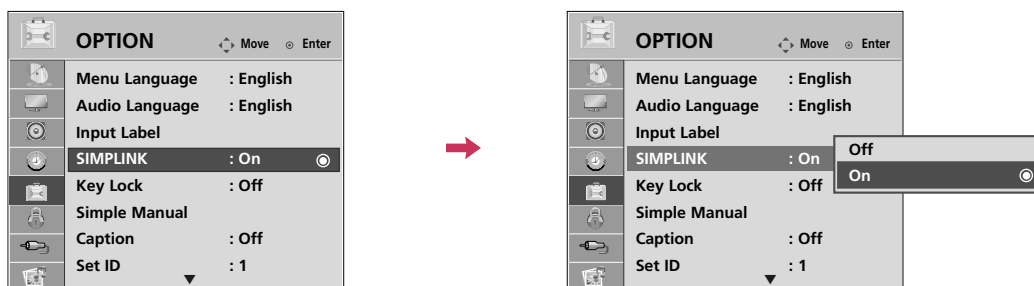 OPTION Move Enter
Menu Language : English
Audio Language : English
Input Label
SIMPLINK : On
Key Lock : Off
Simple Manual
Caption : Off
Set ID : 1
OPTION Move Enter
Menu Language : English
Audio Language : English
Input Label
SIMPLINK : On
Key Lock : Off
Simple Manual
Caption : Off
Set ID : 1
Off
On